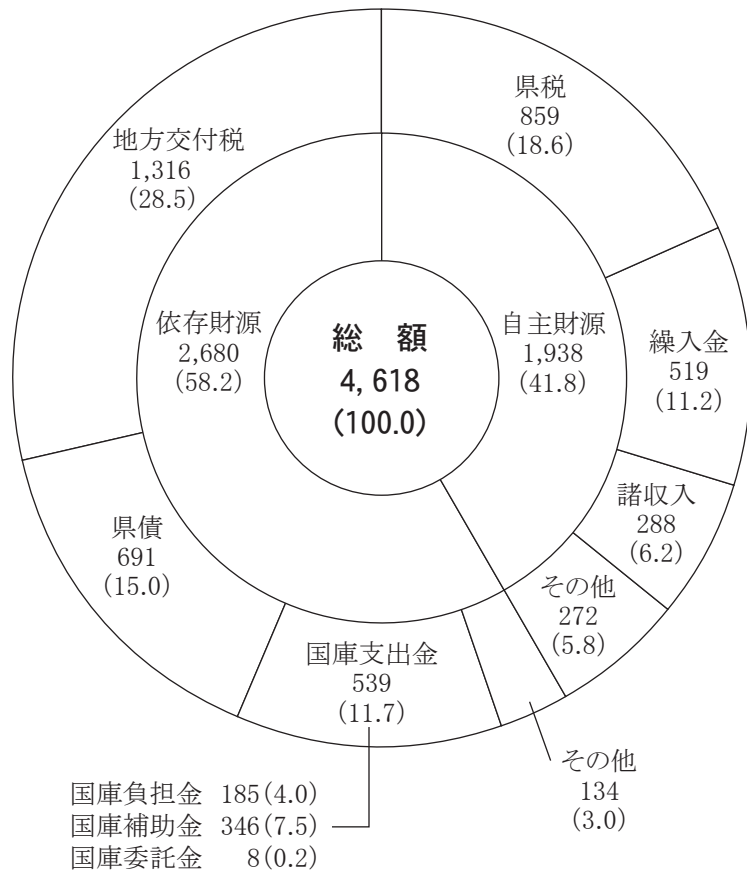 県税
859
(18.6)
地方交付税
1,316
(28.5)
依存財源
2,680
(58.2)
総　額
4,618
(100.0)
自主財源
1,938
(41.8)
繰入金
519
(11.2)
諸収入
288
(6.2)
その他
272
(5.8)
県債
691
(15.0)
国庫支出金
539
(11.7)
その他
134
(3.0)
国庫負担金 185(4.0)
国庫補助金 346(7.5)
国庫委託金 8(0.2)